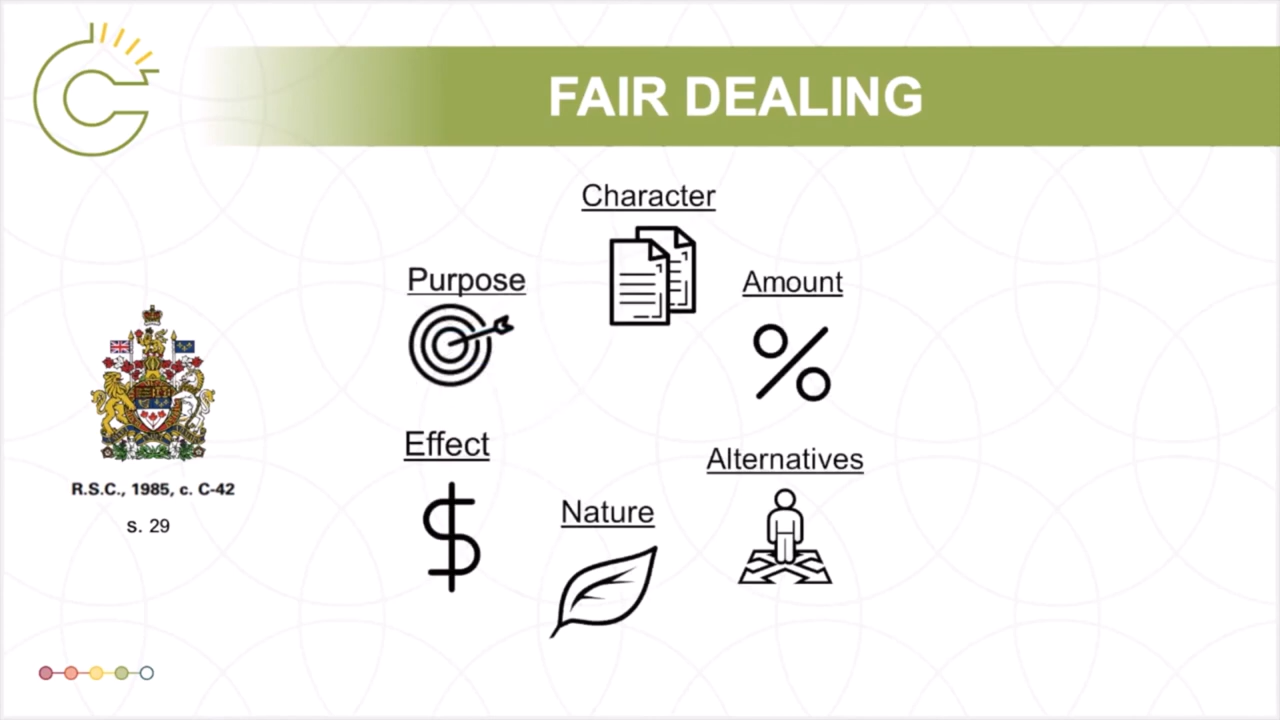 FAIR DEALING
Character
Purpose
Amount
Effect
Alternatives
R.S.C., 1985, c. C-42
Nature
s. 29